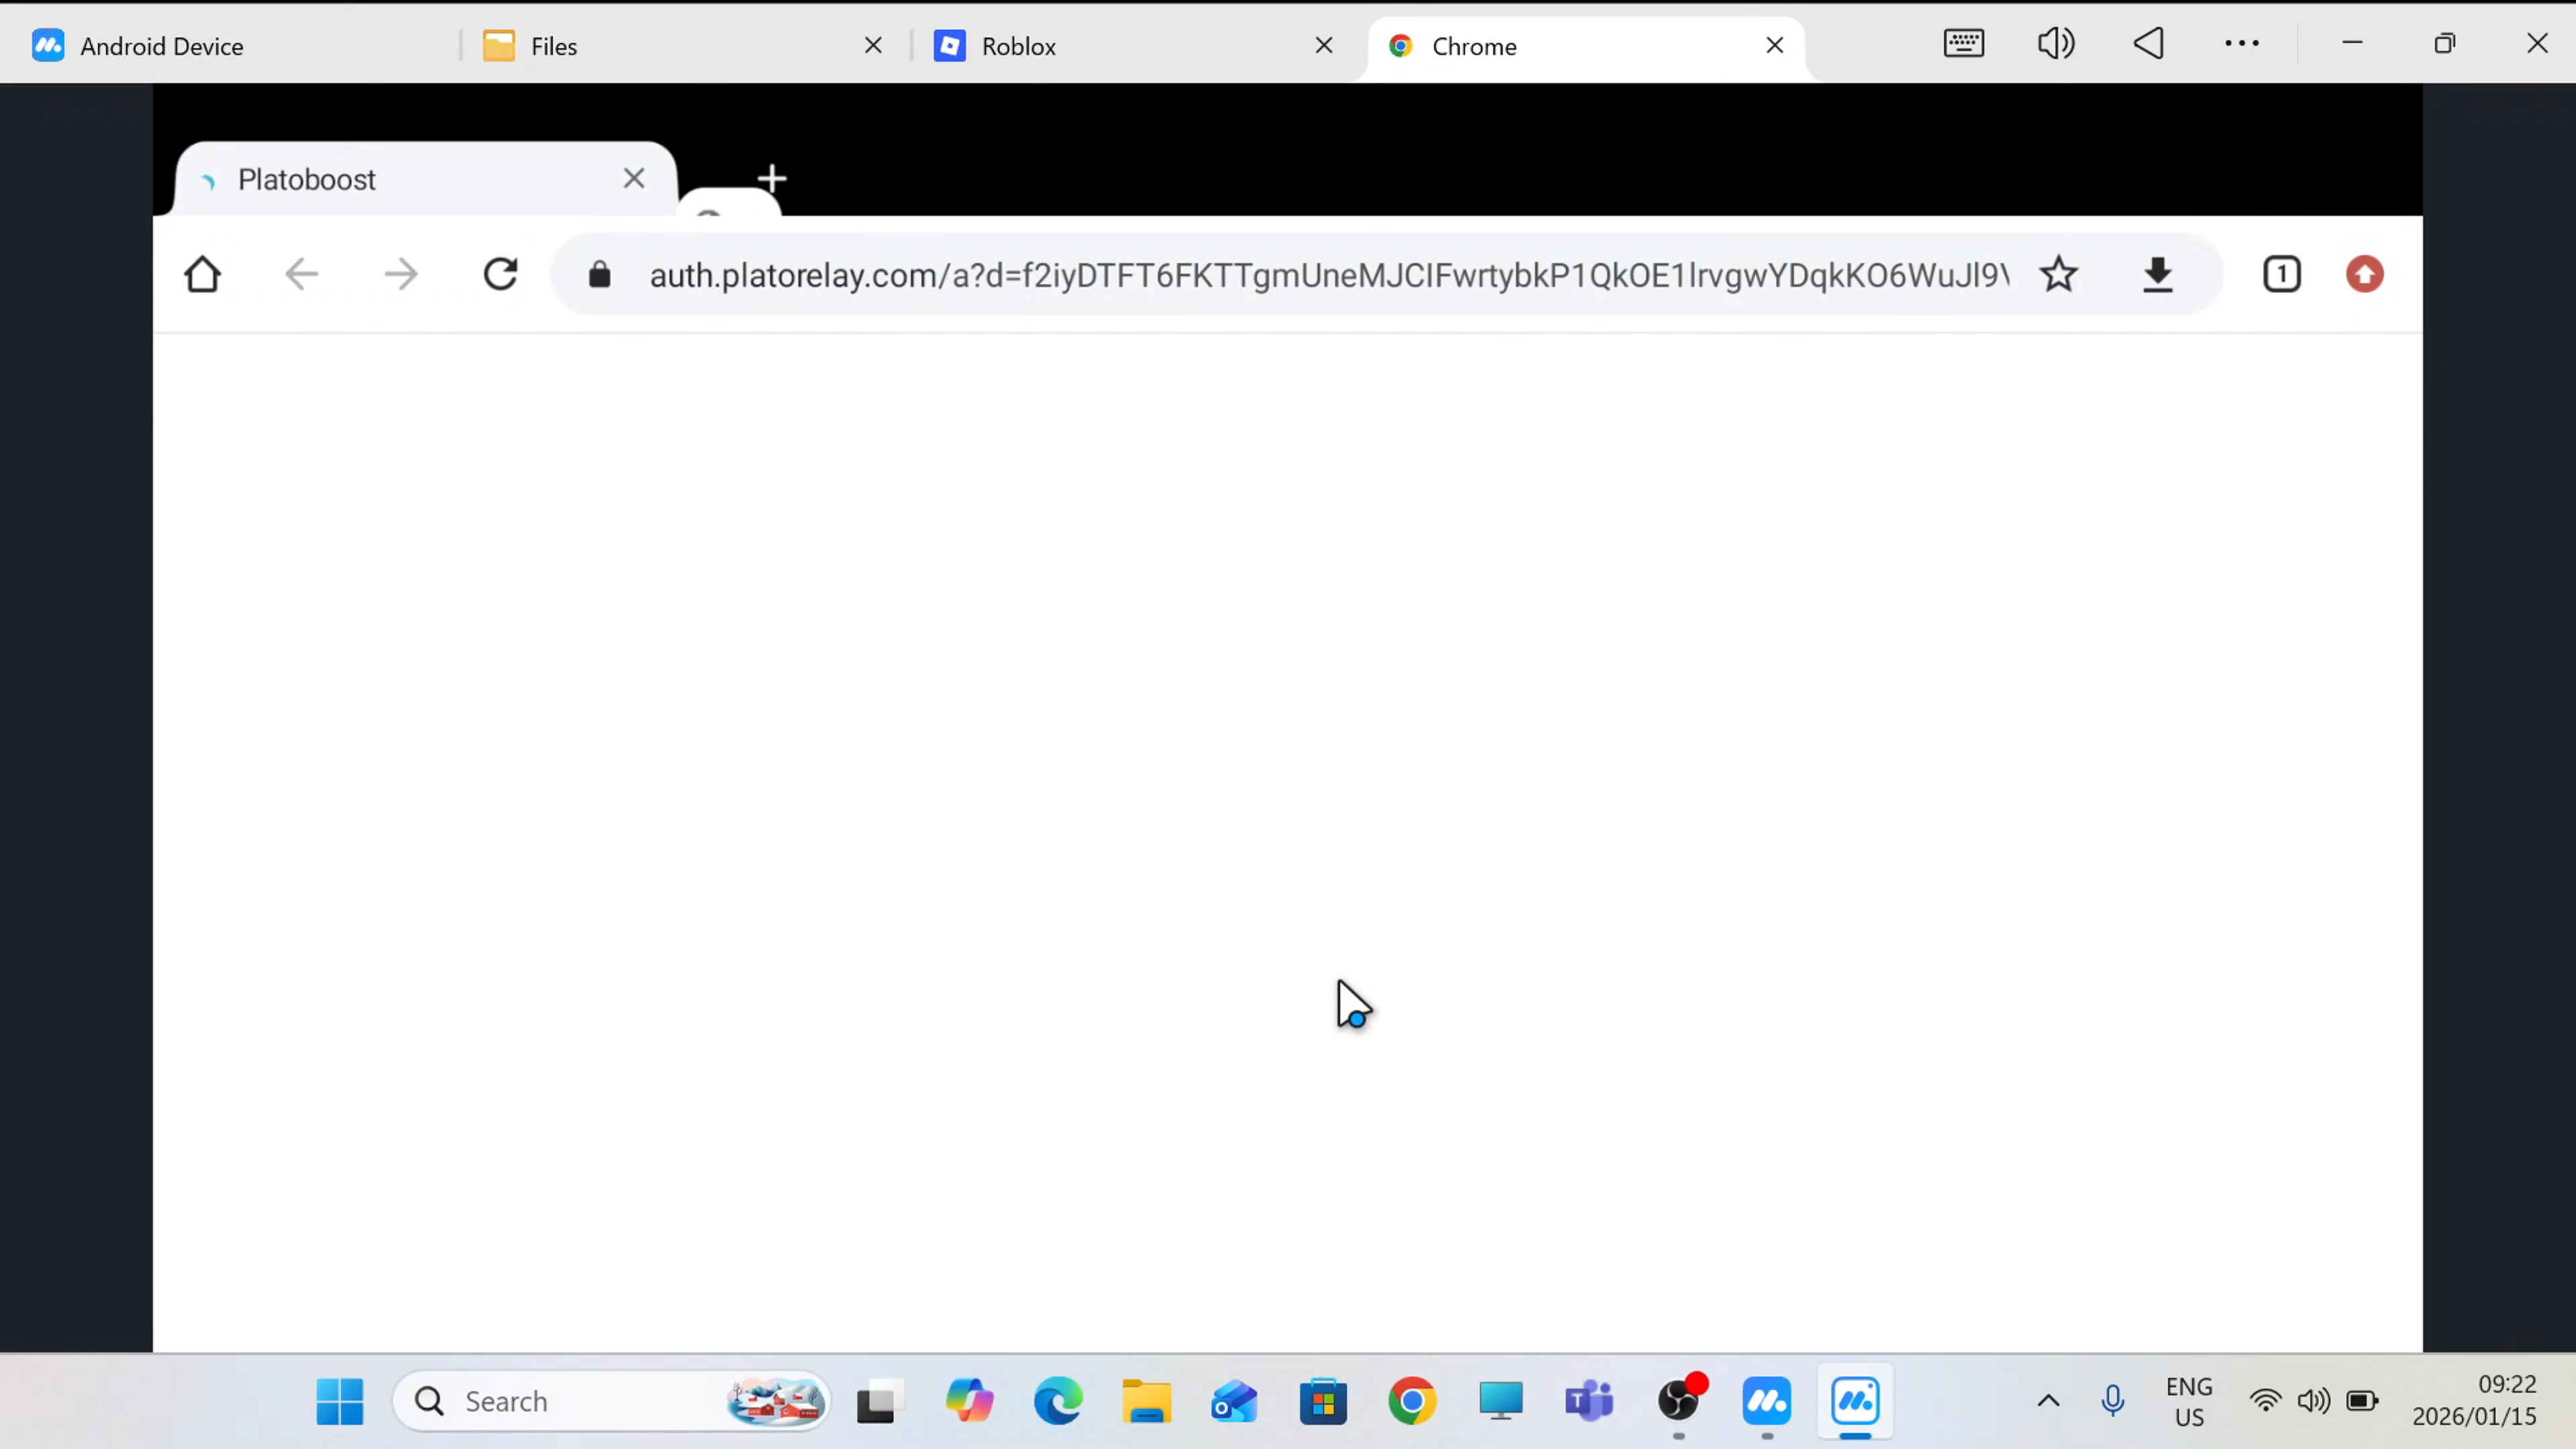 Android Device
Files
Roblox
Chrome
Platoboost
auth.platorelay.com/a?d=f2iyDTFT6FKTTgmUneMJCIFwrtybkP1QkOE1lrvgwYDqkKO6WuJl9
1
Search
ENG
US
09:22
2026/01/15